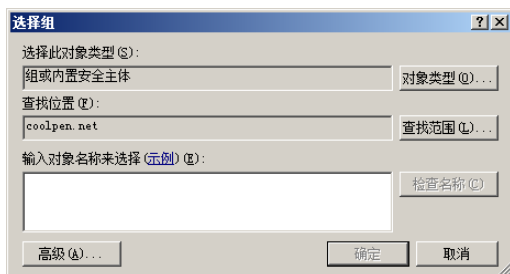 选择组
选择此对象类型(S):
组或内置安全主体
对象类型(O)...
查找位置(F):
coolpen.net
查找范围(L)...
输入对象名称来选择(示例)(E):
检查名称(C)
高级(A)...
确定
取消